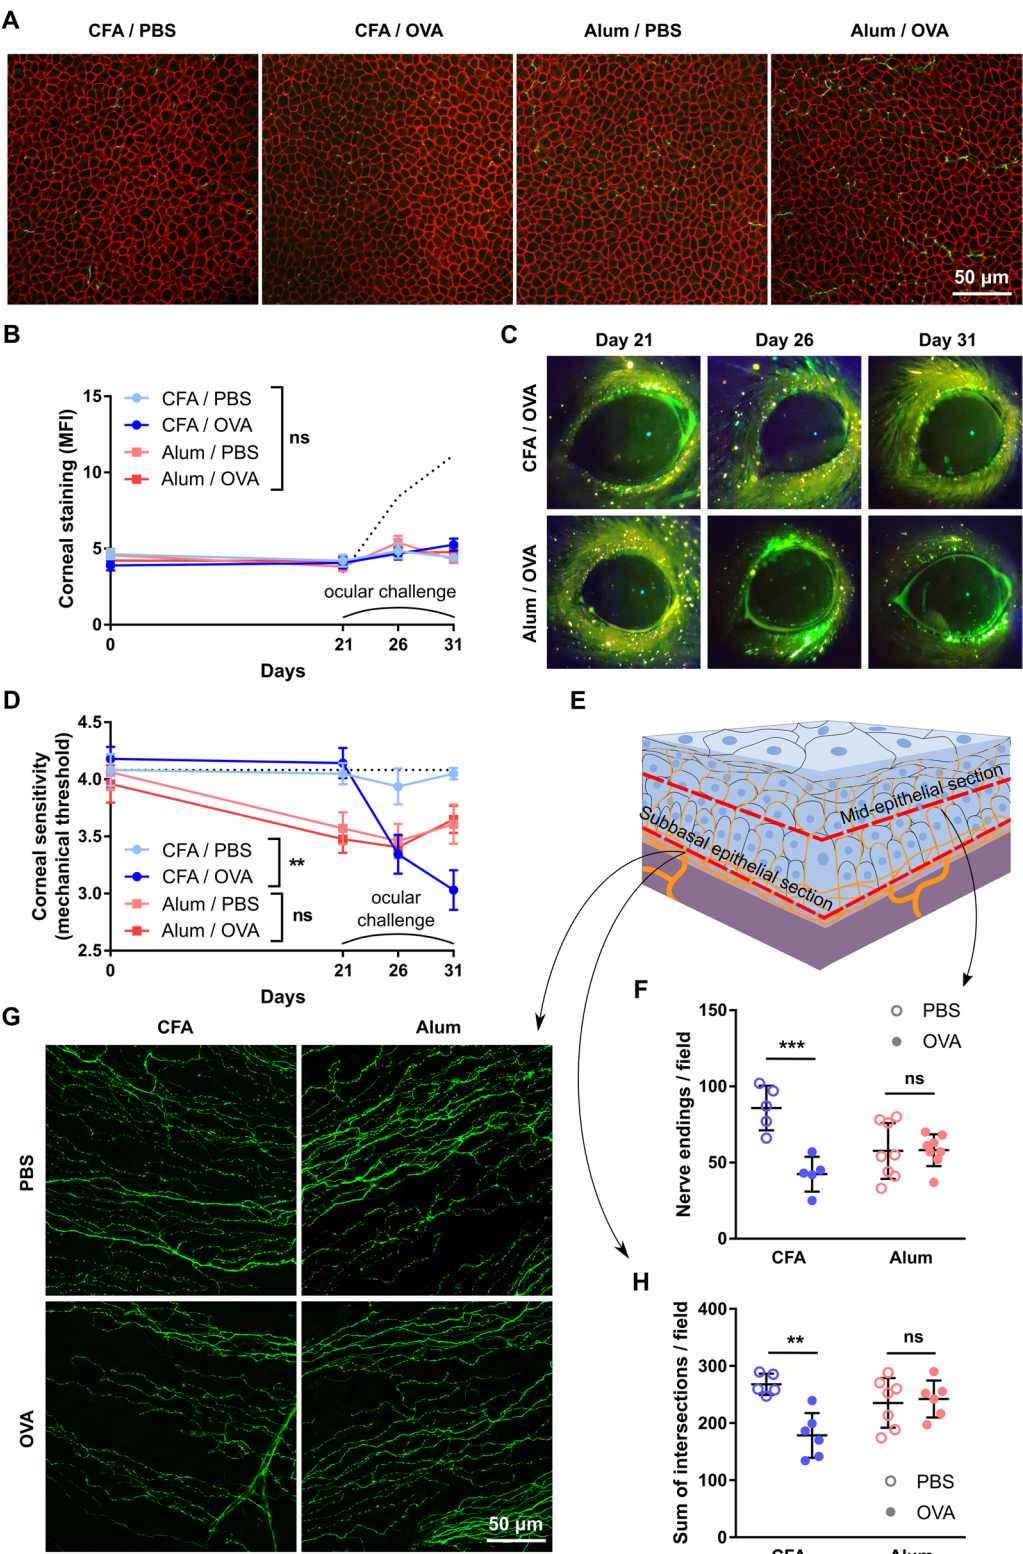 A
CFA / PBS
CFA / OVA
Alum / PBS
Alum / OVA
50 µm
B
Corneal staining (MFI)
15
10
5
0
CFA / PBS
CFA / OVA
Alum / PBS
Alum / OVA
ns
ocular challenge
0
21
26
31
Days
C
Day 21
Day 26
Day 31
CFA / OVA
Alum / OVA
D
Corneal sensitivity
(mechanical threshold)
4.5
4.0
3.5
3.0
2.5
CFA / PBS
CFA / OVA
**
Alum / PBS
Alum / OVA
ns
ocular
challenge
0
21
26
31
Days
E
Mid-epithelial section
Subbasal epithelial section
F
Nerve endings / field
150
100
50
0
PBS
OVA
***
ns
CFA
Alum
G
CFA
Alum
PBS
OVA
50 µm
H
Sum of intersections / field
400
300
200
100
0
**
ns
PBS
OVA
CFA
Alum